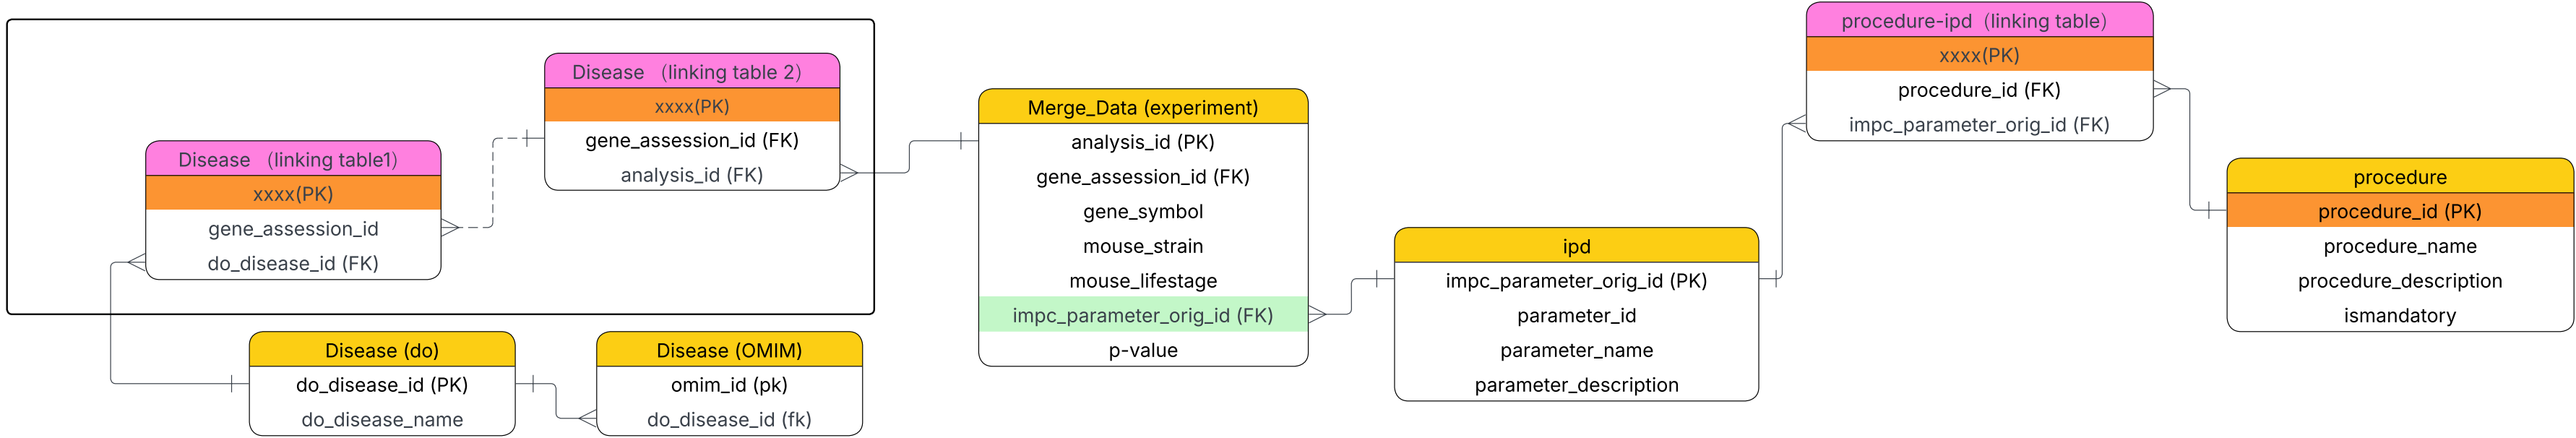 Disease （linking table1）
xxxx(PK)
gene_assession_id
do_disease_id (FK)
Disease （linking table 2）
xxxx(PK)
gene_assession_id (FK)
analysis_id (FK)
Disease (do)
do_disease_id (PK)
do_disease_name
Disease (OMIM)
omim_id (pk)
do_disease_id (fk)
Merge_Data (experiment)
analysis_id (PK)
gene_assession_id (FK)
gene_symbol
mouse_strain
mouse_lifestage
impc_parameter_orig_id (FK)
p-value
ipd
impc_parameter_orig_id (PK)
parameter_id
parameter_name
parameter_description
procedure-ipd（linking table）
xxxx(PK)
procedure_id (FK)
impc_parameter_orig_id (FK)
procedure
procedure_id (PK)
procedure_name
procedure_description
ismandatory